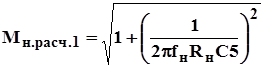 Мн.расч.1 = √(1 + (1 / (2πfнRнC5))²)